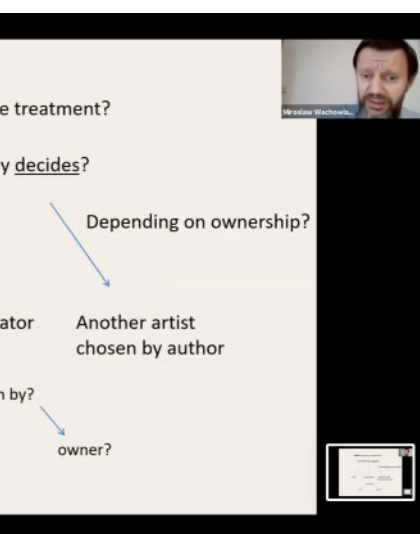 e treatment?
Miroslaw Wachowia...
y decides?
Depending on ownership?
ator Another artist
chosen by author
n by?
owner?